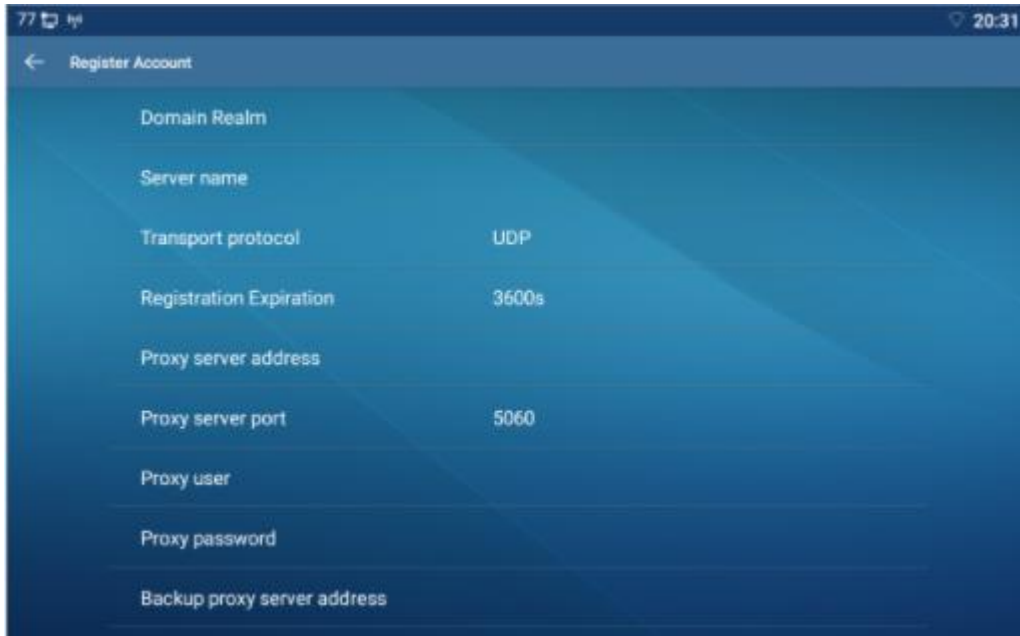 77 20:31
Register Account
Domain Realm
Server name
Transport protocol UDP
Registration Expiration 3600s
Proxy server address
Proxy server port 5060
Proxy user
Proxy password
Backup proxy server address